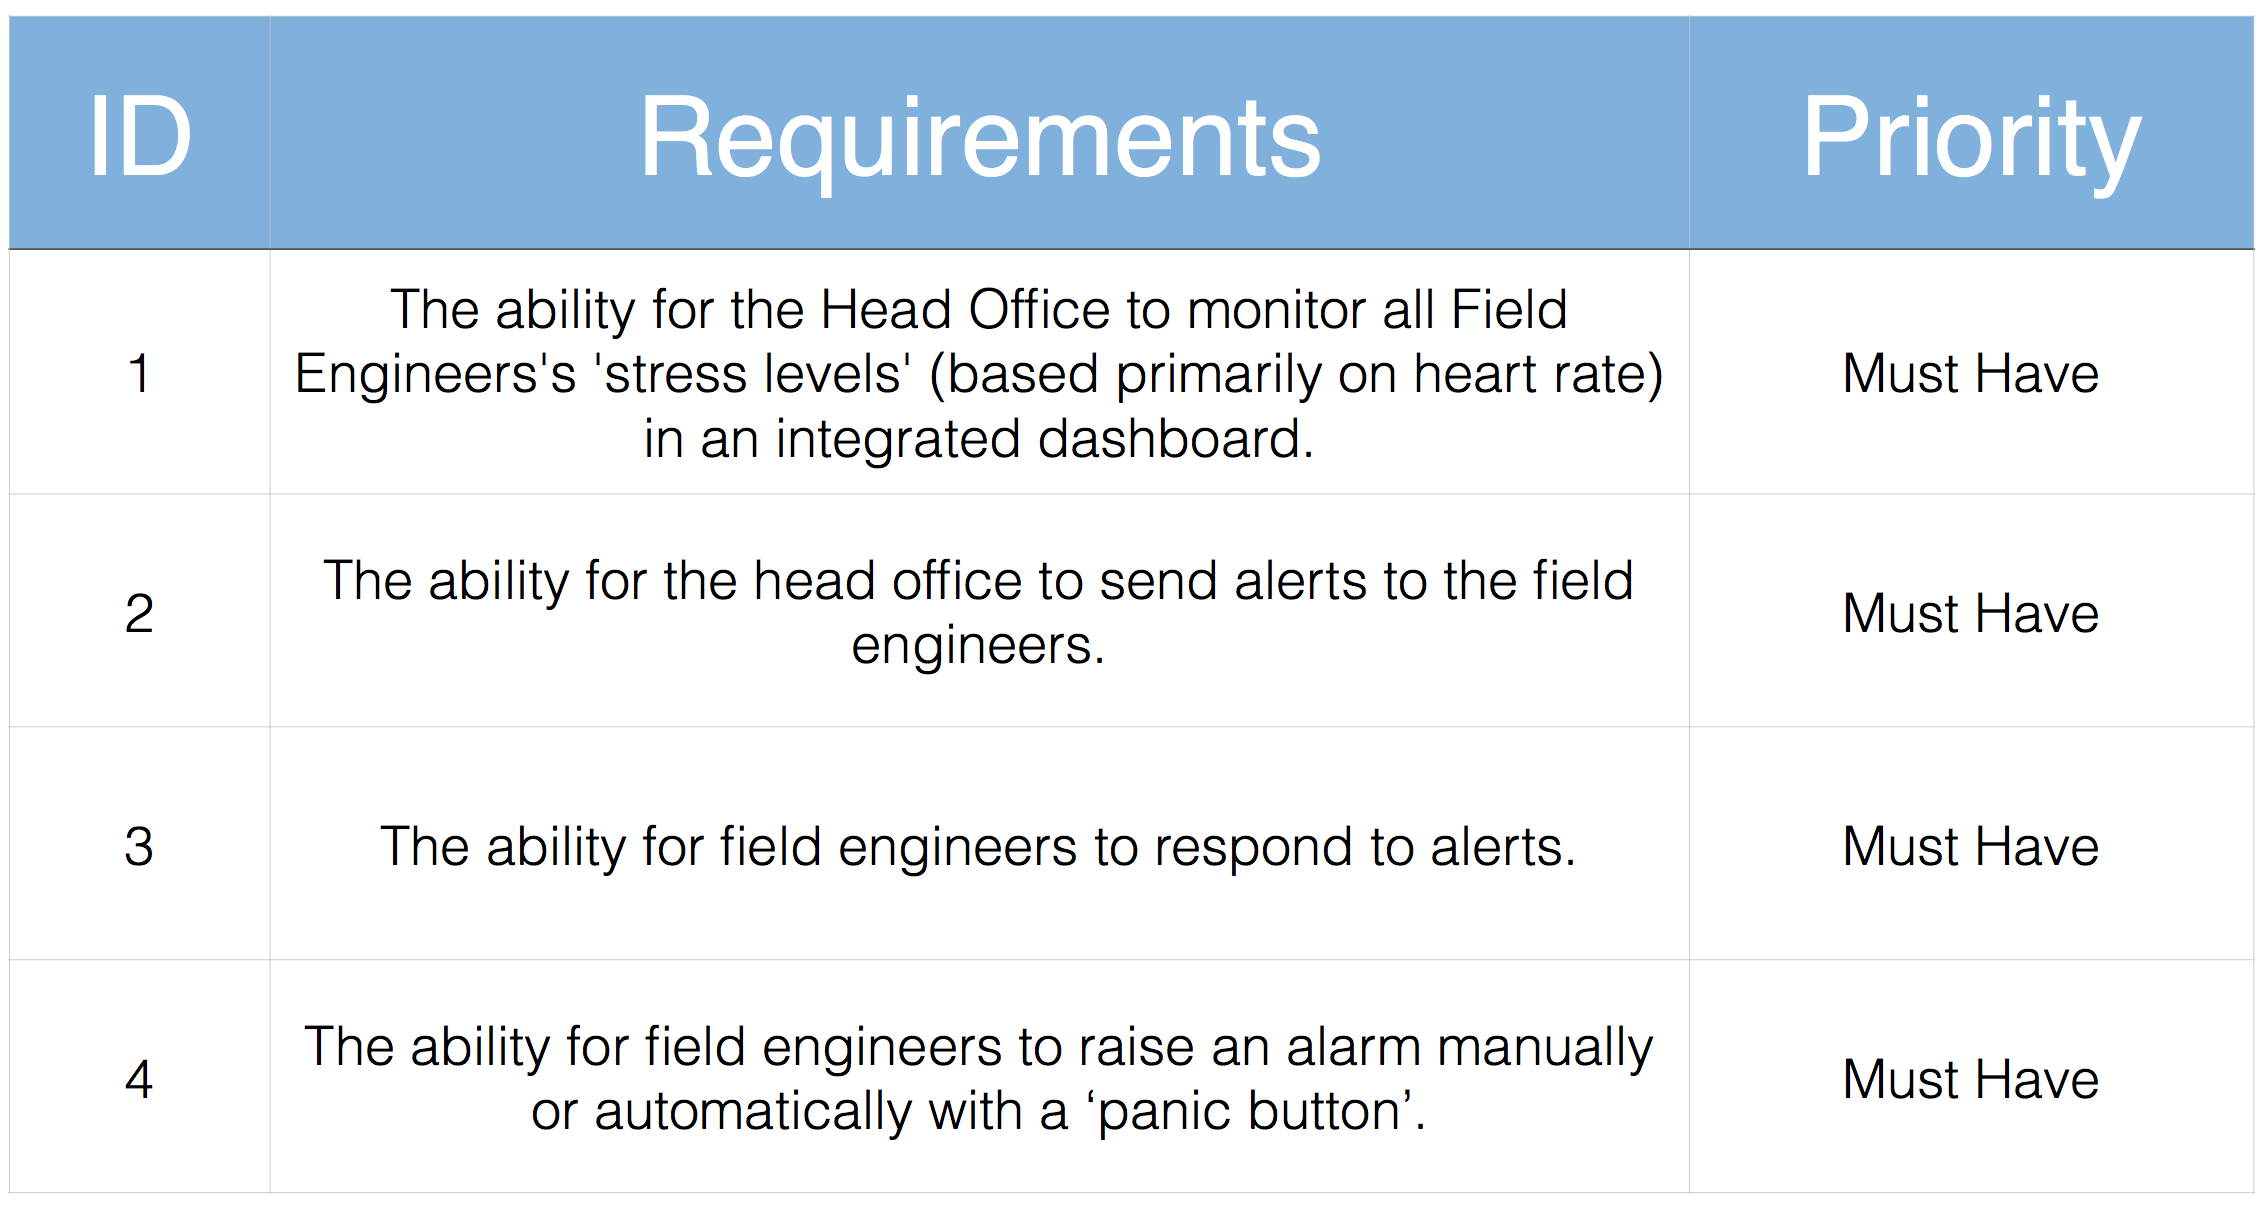 ID Requirements Priority
The ability for the Head Office to monitor all Field
1 Engineers's 'stress levels' (based primarily on heart rate) Must Have
in an integrated dashboard.
The ability for the head office to send alerts to the field
2 Must Have
engineers.
3 The ability for field engineers to respond to alerts. Must Have
The ability for field engineers to raise an alarm manually
4 Must Have
or automatically with a ‘panic button’.